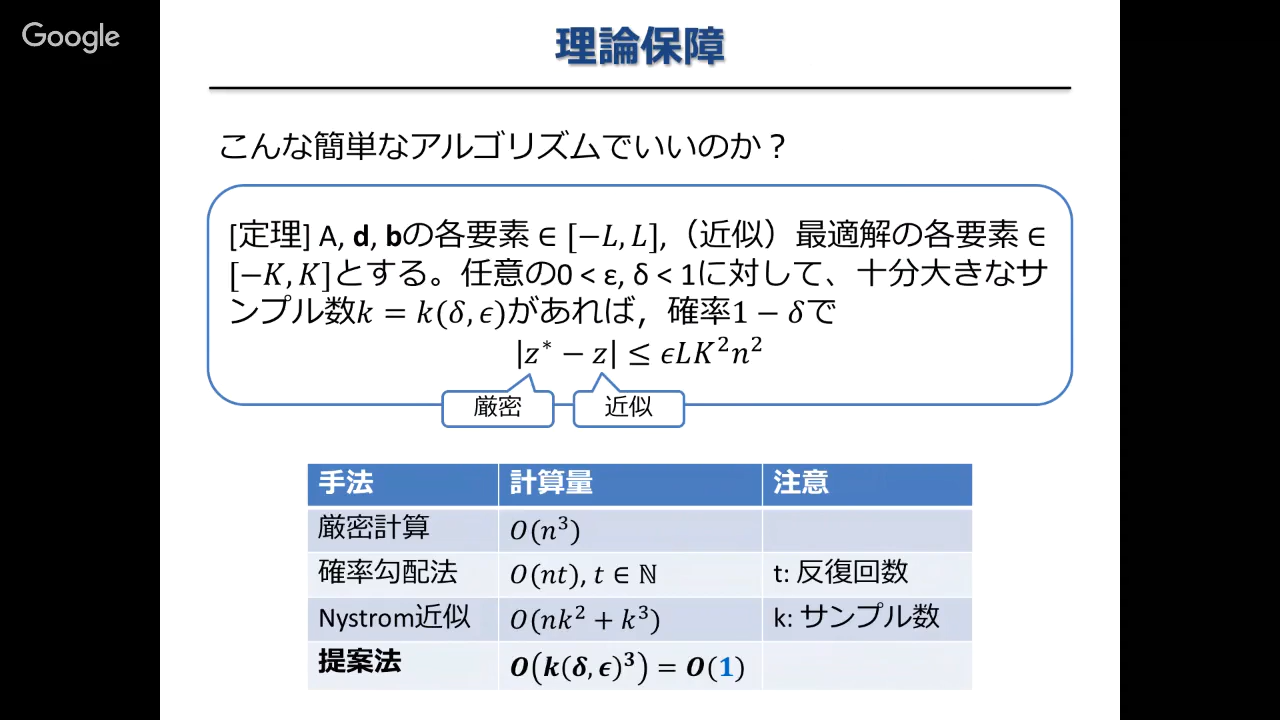 Google
理論保障
こんな簡単なアルゴリズムでいいのか？
[定理] A, d, bの各要素 ∈ [−L, L],（近似）最適解の各要素 ∈
[−K, K]とする。任意の0 < ε, δ < 1に対して、十分大きなサ
ンプル数k = k(δ, ϵ)があれば，確率1 − δで
|z* − z| ≤ ϵLK²n²
厳密 近似
手法 計算量 注意
厳密計算 O(n³)
確率勾配法 O(nt), t ∈ ℕ t: 反復回数
Nystrom近似 O(nk² + k³) k: サンプル数
提案法 O(k(δ, ϵ)³) = O(1)